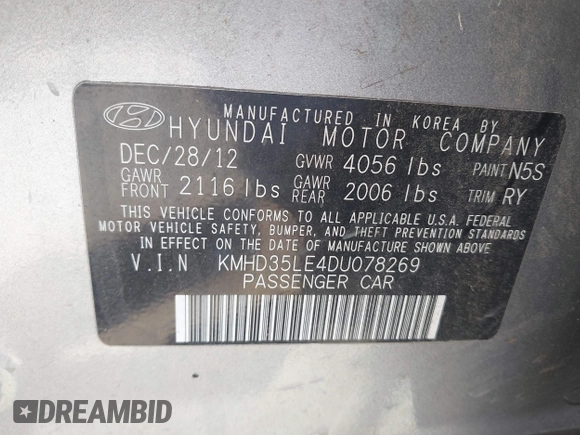 MANUFACTURED IN KOREA BY
HYUNDAI MOTOR COMPANY
DEC/28/12 GVWR 4056 lbs PAINT N5S
GAWR FRONT 2116 lbs GAWR REAR 2006 lbs TRIM RY
THIS VEHICLE CONFORMS TO ALL APPLICABLE U.S.A. FEDERAL
MOTOR VEHICLE SAFETY, BUMPER, AND THEFT PREVENTION STANDARDS
IN EFFECT ON THE DATE OF MANUFACTURE SHOWN ABOVE
V.I.N KMHD35LE4DU078269
PASSENGER CAR
DREAMBID